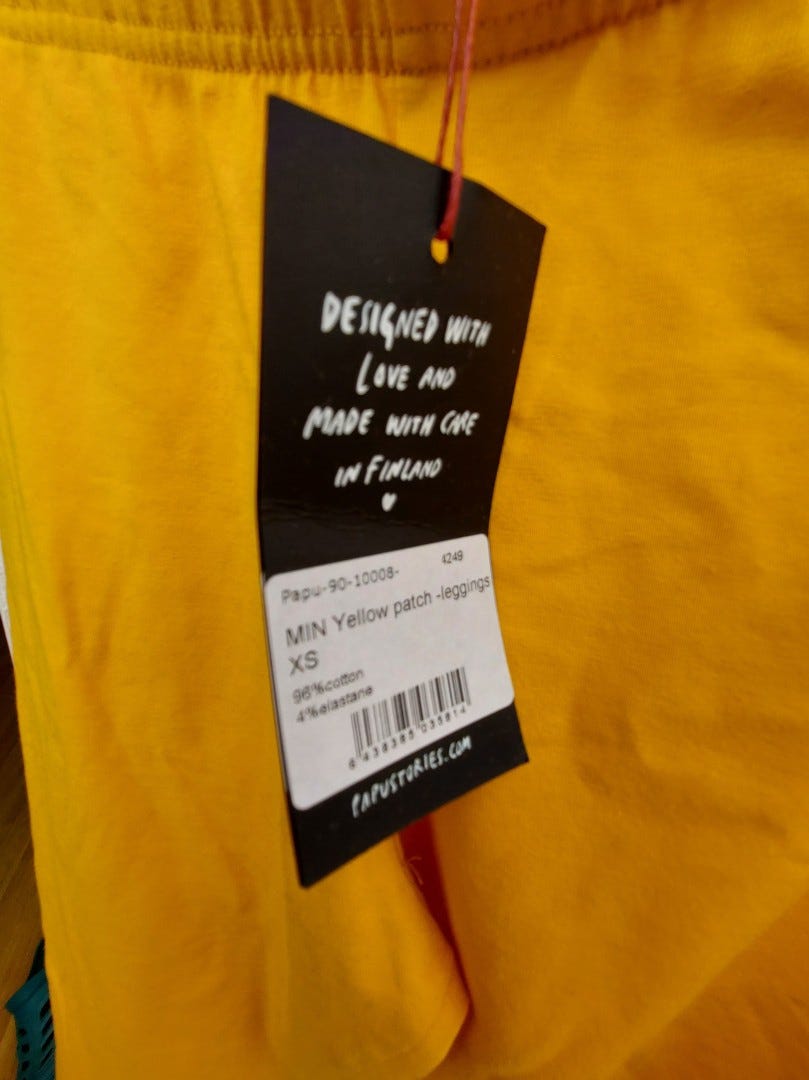 DESIGNED WITH
LOVE AND
MADE WITH CARE
IN FINLAND
Papu-90-10008- 4249
MIN Yellow patch -leggings
XS
96%cotton
4%elastane
PAPUSTORIES.COM